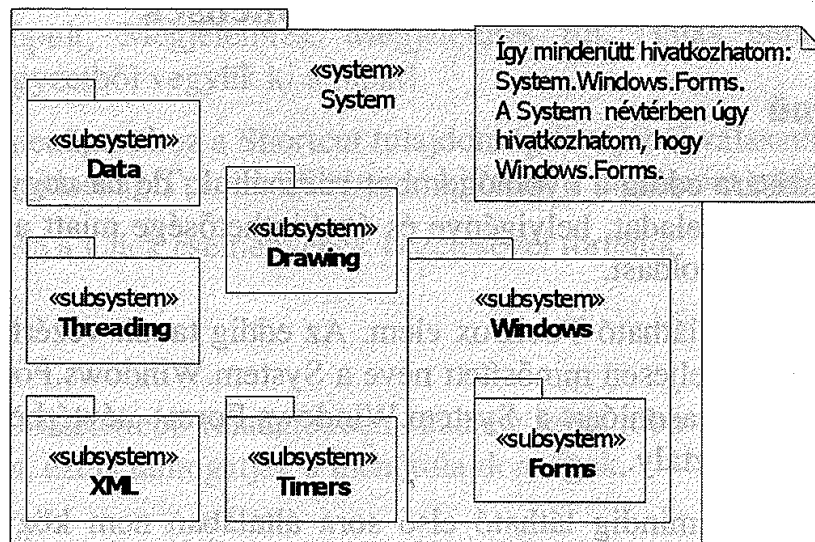 «system»
System
Így mindenütt hivatkozhatom:
System.Windows.Forms.
A System névtérben úgy
hivatkozhatom, hogy
Windows.Forms.
«subsystem»
Data
«subsystem»
Drawing
«subsystem»
Threading
«subsystem»
Windows
«subsystem»
XML
«subsystem»
Timers
«subsystem»
Forms